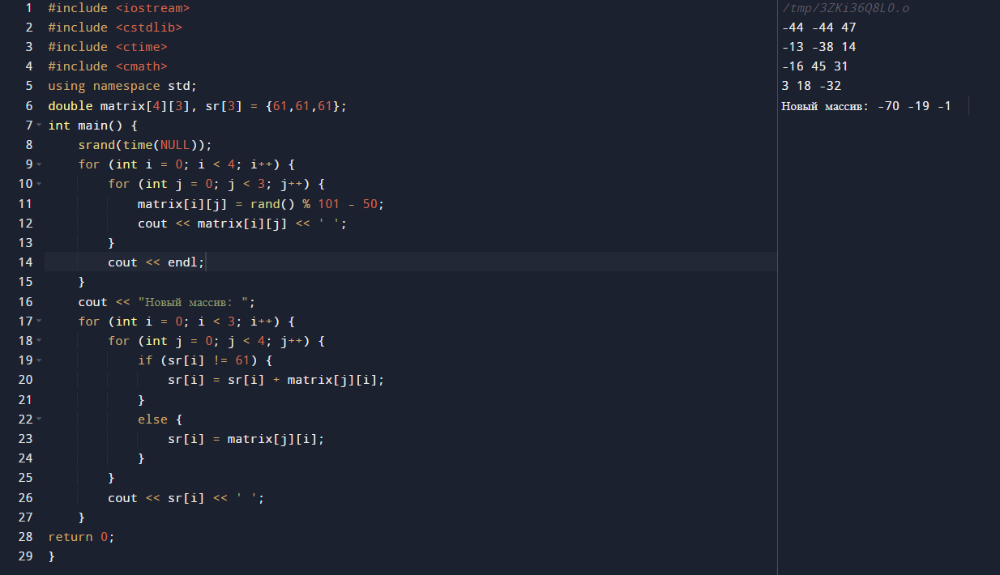 1 #include <iostream>
2 #include <cstdlib>
3 #include <ctime>
4 #include <cmath>
5 using namespace std;
6 double matrix[4][3], sr[3] = {61,61,61};
7 int main() {
8     srand(time(NULL));
9     for (int i = 0; i < 4; i++) {
10         for (int j = 0; j < 3; j++) {
11             matrix[i][j] = rand() % 101 - 50;
12             cout << matrix[i][j] << ' ';
13         }
14         cout << endl;
15     }
16     cout << "Новый массив: ";
17     for (int i = 0; i < 3; i++) {
18         for (int j = 0; j < 4; j++) {
19             if (sr[i] != 61) {
20                 sr[i] = sr[i] + matrix[j][i];
21             }
22             else {
23                 sr[i] = matrix[j][i];
24             }
25         }
26         cout << sr[i] << ' ';
27     }
28 return 0;
29 }
/tmp/3ZKi36Q8LO.o
-44 -44 47
-13 -38 14
-16 45 31
3 18 -32
Новый массив: -70 -19 -1